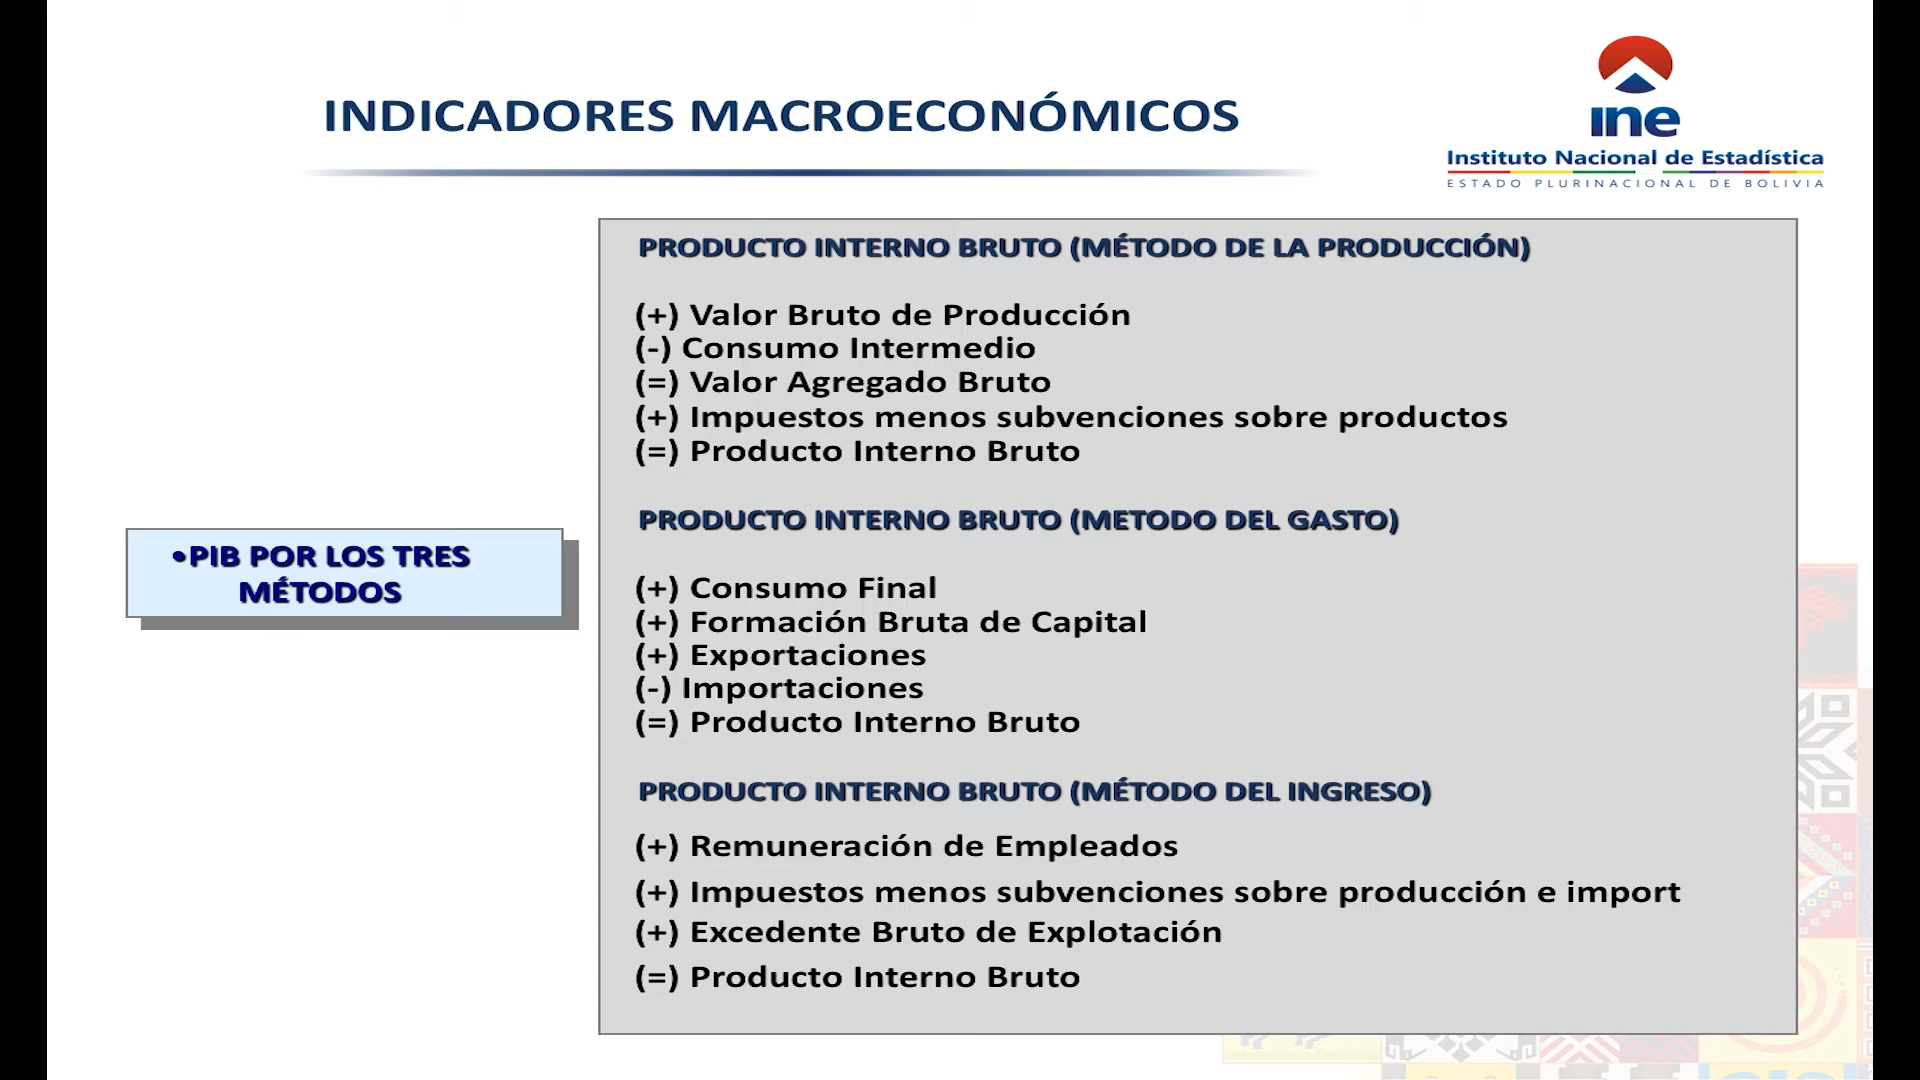 INDICADORES MACROECONÓMICOS
ine
Instituto Nacional de Estadística
ESTADO PLURINACIONAL DE BOLIVIA
•PIB POR LOS TRES
MÉTODOS
PRODUCTO INTERNO BRUTO (MÉTODO DE LA PRODUCCIÓN)
(+) Valor Bruto de Producción
(-) Consumo Intermedio
(=) Valor Agregado Bruto
(+) Impuestos menos subvenciones sobre productos
(=) Producto Interno Bruto
PRODUCTO INTERNO BRUTO (METODO DEL GASTO)
(+) Consumo Final
(+) Formación Bruta de Capital
(+) Exportaciones
(-) Importaciones
(=) Producto Interno Bruto
PRODUCTO INTERNO BRUTO (MÉTODO DEL INGRESO)
(+) Remuneración de Empleados
(+) Impuestos menos subvenciones sobre producción e import
(+) Excedente Bruto de Explotación
(=) Producto Interno Bruto